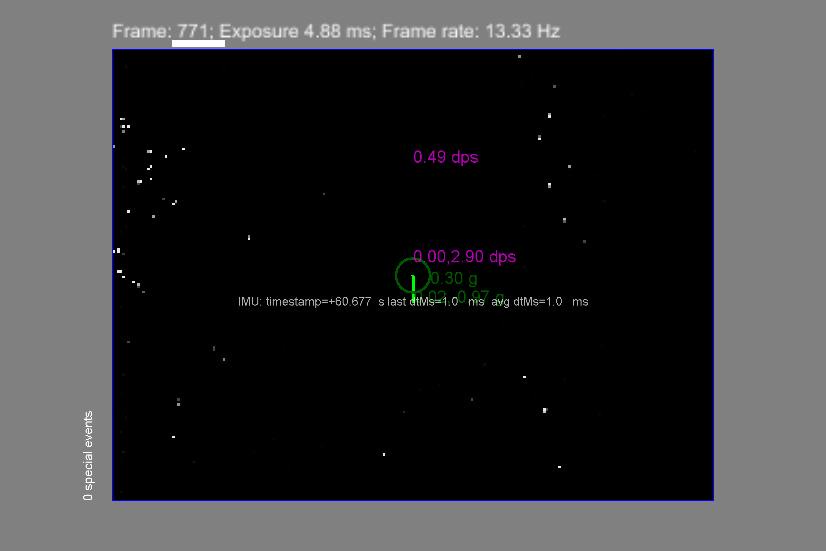 Frame: 771; Exposure 4.88 ms; Frame rate: 13.33 Hz
0.49 dps
0.00,2.90 dps
0.30 g
0.97 g
IMU: timestamp=+60.677 s last dtMs=1.0 ms avg dtMs=1.0 ms
0 special events